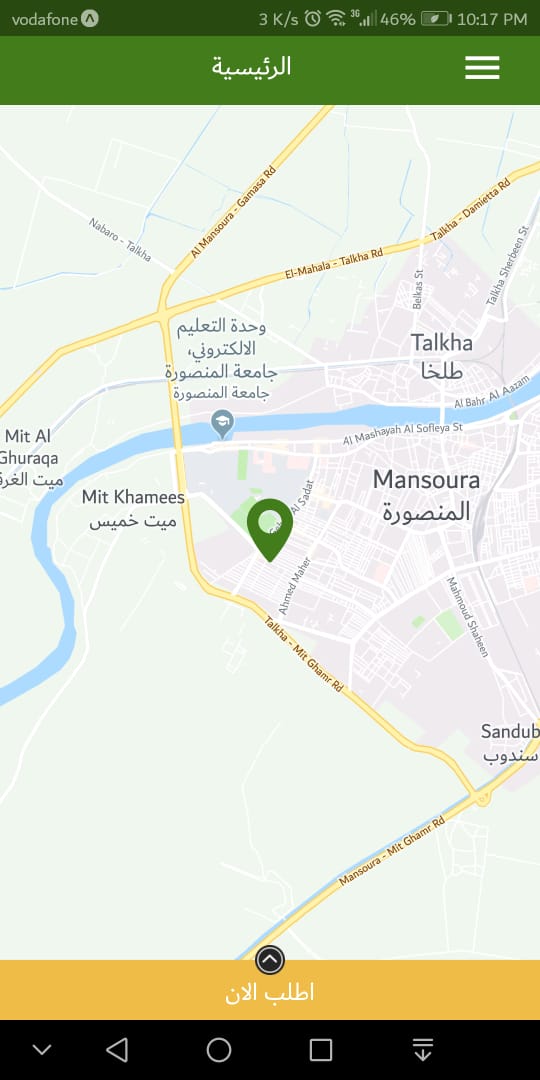 vodafone 3 K/s 3G 46% 10:17 PM
الرئيسية
Al Mansoura - Gamasa Rd
Talkha - Damietta Rd
Nabaro - Talkha
El-Mahala - Talkha Rd
Belkas St
Talkha Sherbeen St
وحدة التعليم
الالكتروني،
جامعة المنصورة
جامعة المنصورة
Talkha
طلخا
Al Bahr Al Aazam
Al Mashayah Al Sofleya St
Mit Al
Ghuraqa
ميت الغرق
Mit Khamees
ميت خميس
Mansoura
المنصورة
Al Sadat
Ahmed Maher
Mahmoud Shaheen
Talkha - Mit Ghamr Rd
Sandub
سندوب
Mansoura - Mit Ghamr Rd
اطلب الان